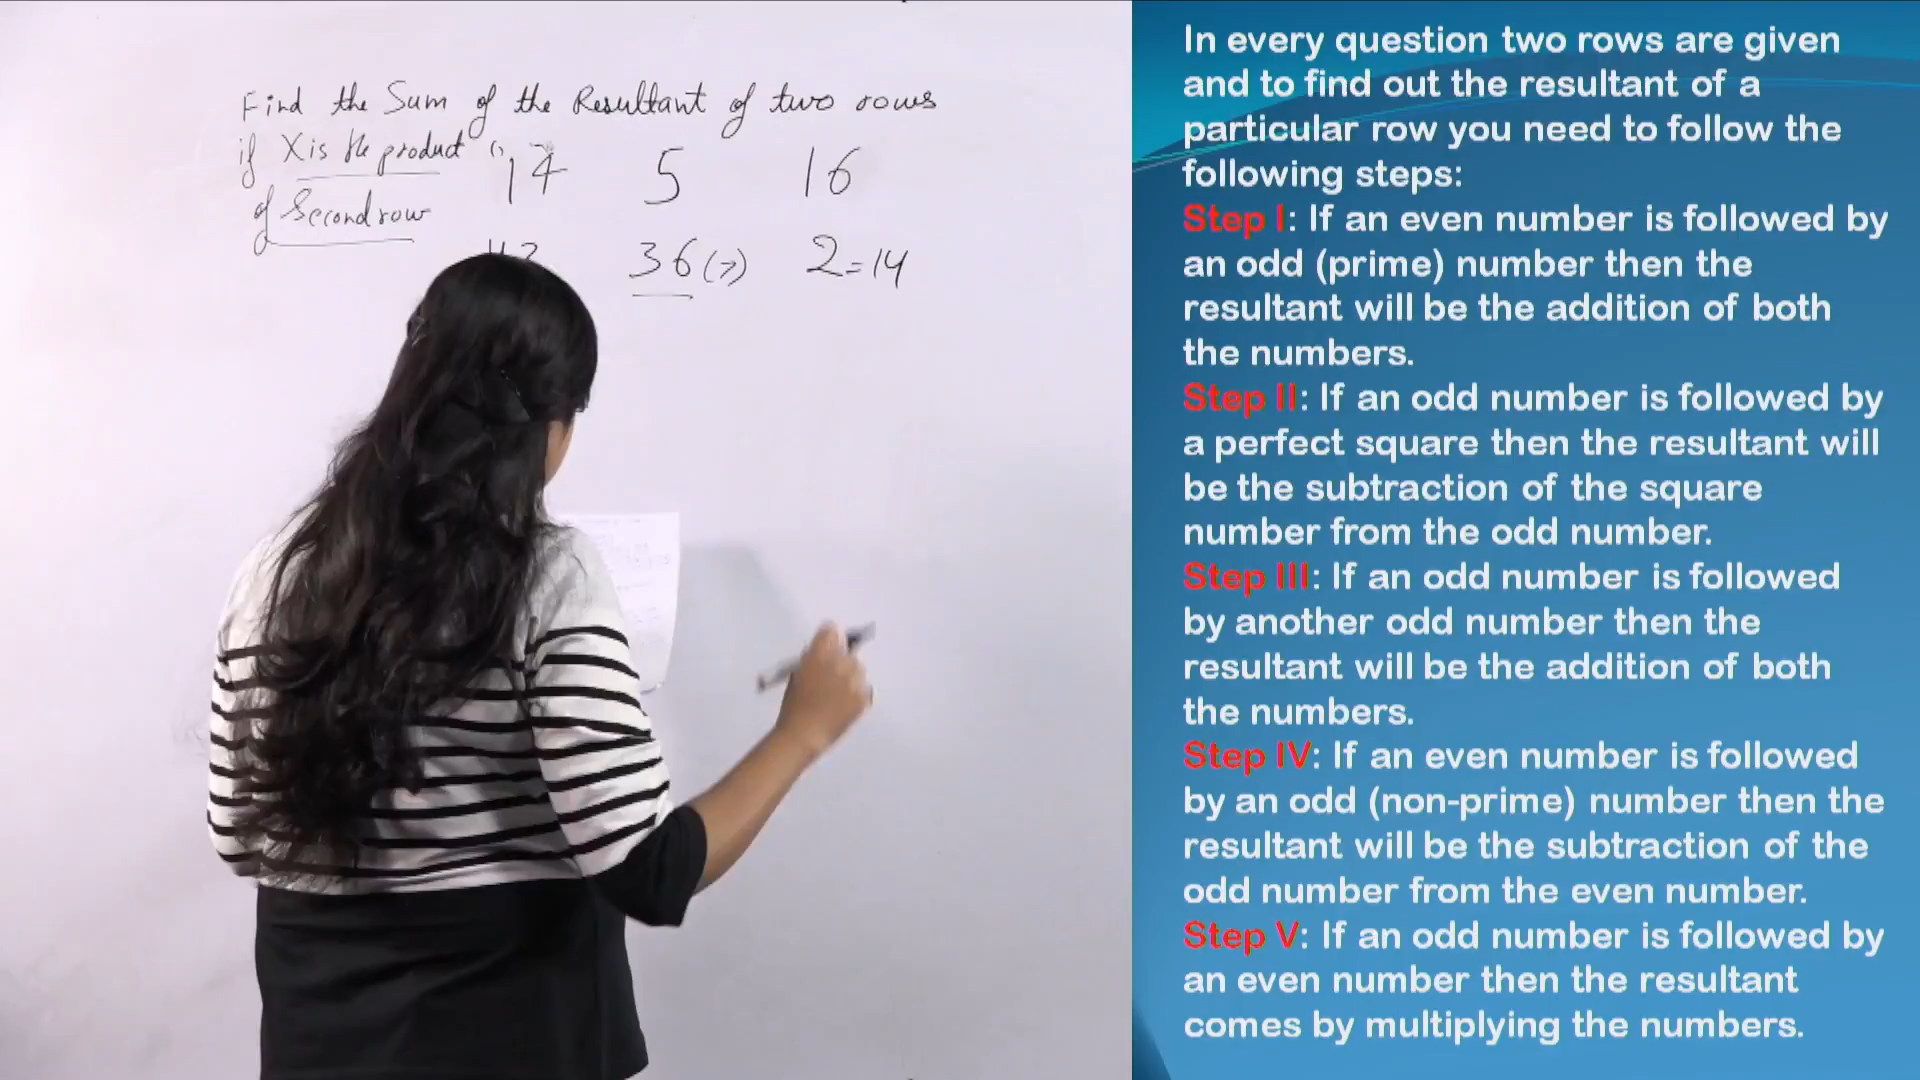 Find the Sum of the Resultant of two rows
if X is the product
of Second row
5 16
36 (7) 2 = 14
In every question two rows are given
and to find out the resultant of a
particular row you need to follow the
following steps:
Step I: If an even number is followed by
an odd (prime) number then the
resultant will be the addition of both
the numbers.
Step II: If an odd number is followed by
a perfect square then the resultant will
be the subtraction of the square
number from the odd number.
Step III: If an odd number is followed
by another odd number then the
resultant will be the addition of both
the numbers.
Step IV: If an even number is followed
by an odd (non-prime) number then the
resultant will be the subtraction of the
odd number from the even number.
Step V: If an odd number is followed by
an even number then the resultant
comes by multiplying the numbers.